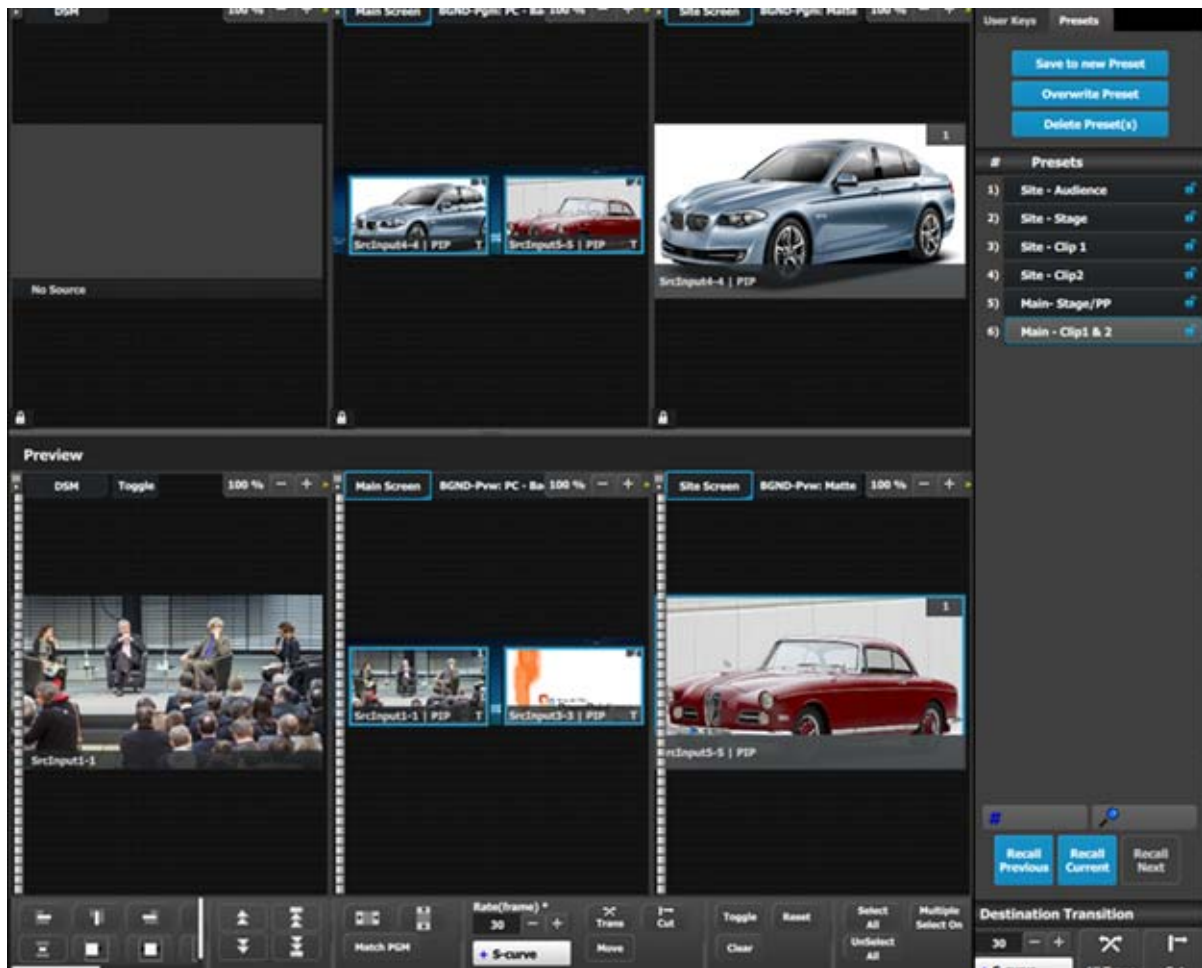 DSM 100 % − +
Main Screen BGND-Pgm: PC - Ba 100 % − +
Site Screen BGND-Pgm: Matte 100 % − +
No Source
SrcInput4-4 | PIP T
SrcInput5-5 | PIP T
1
SrcInput4-4 | PIP
Preview
DSM Toggle 100 % − +
Main Screen BGND-Pvw: PC - Ba 100 % − +
Site Screen BGND-Pvw: Matte 100 % − +
SrcInput1-1
1
SrcInput1-1 | PIP T
SrcInput3-3 | PIP T
1
SrcInput5-5 | PIP
Match PGM
Rate(frame) *
30 − +
+ S-curve
Trans
Cut
Move
Toggle
Reset
Clear
Select
All
UnSelect
All
Multiple
Select On
User Keys Presets
Save to new Preset
Overwrite Preset
Delete Preset(s)
# Presets
1) Site - Audience
2) Site - Stage
3) Site - Clip 1
4) Site - Clip2
5) Main- Stage/PP
6) Main - Clip1 & 2
#
Recall
Previous
Recall
Current
Recall
Next
Destination Transition
30 − +